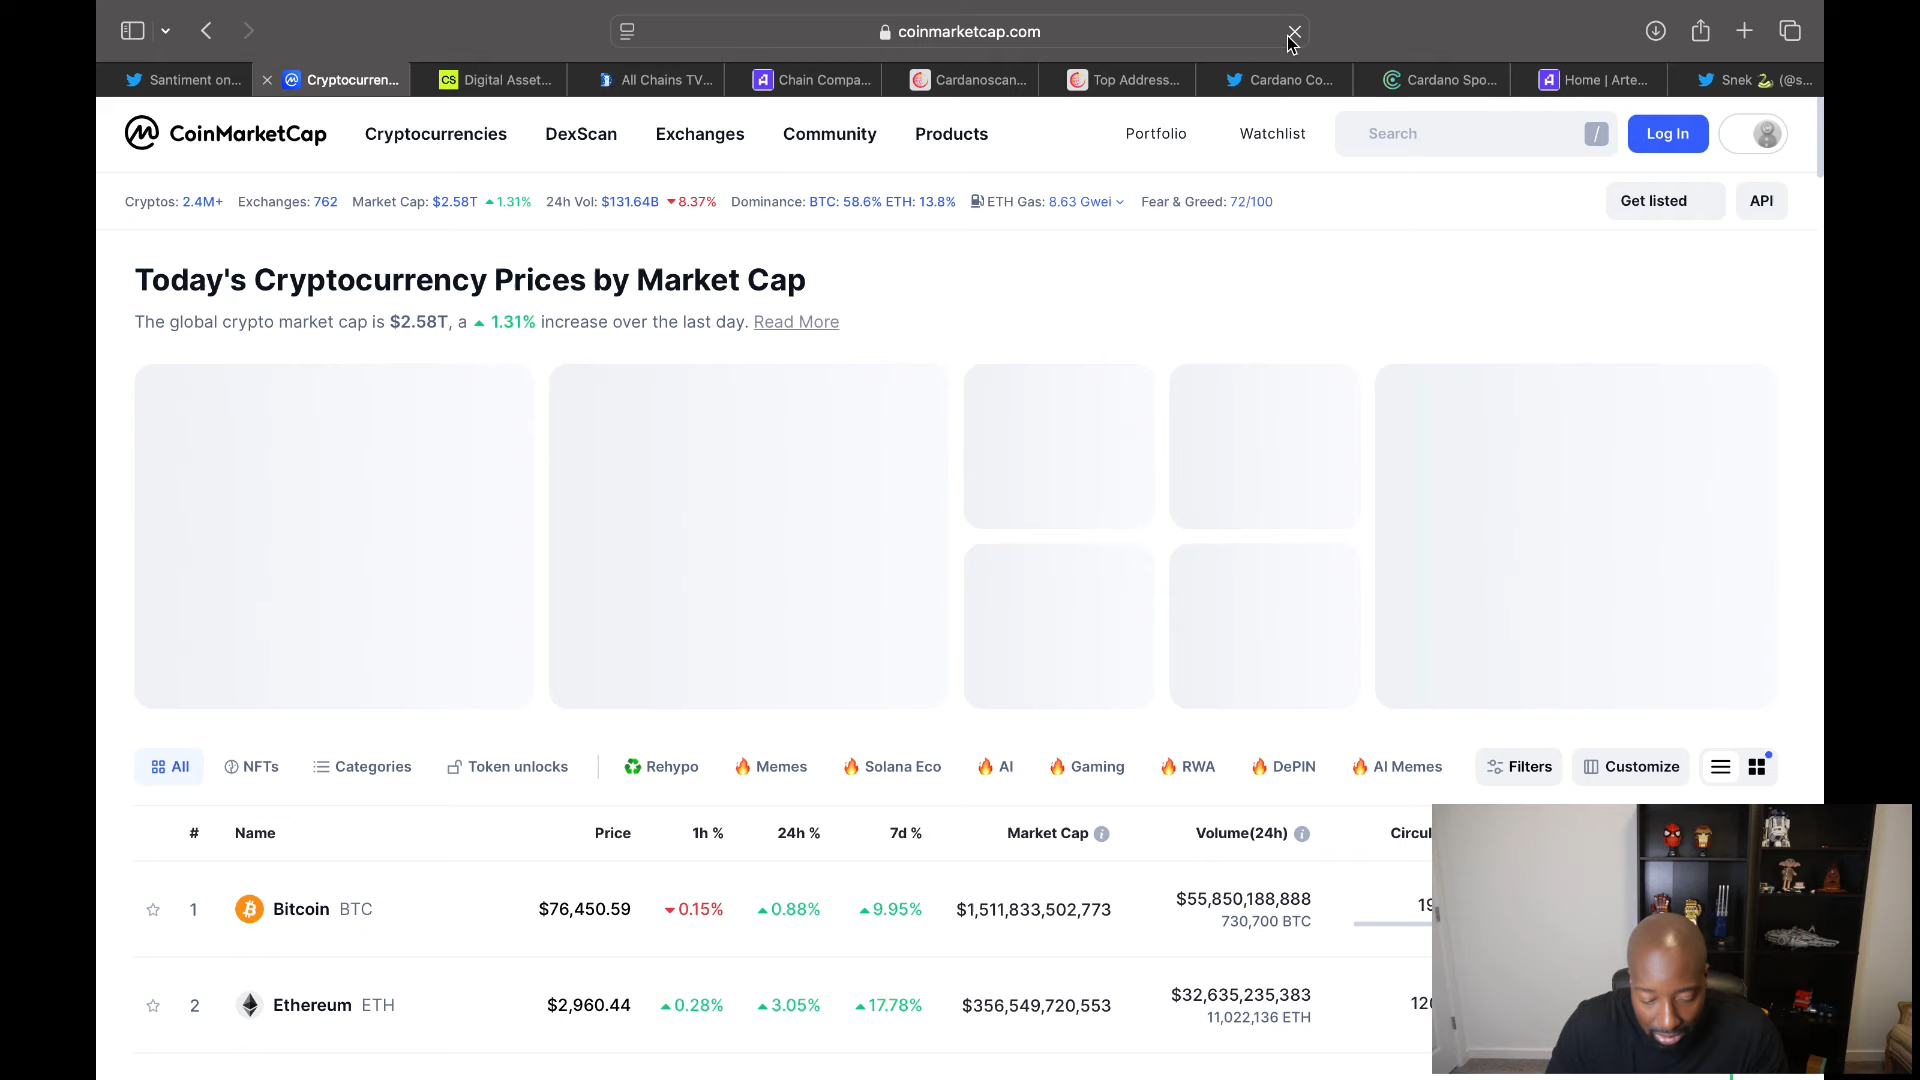 coinmarketcap.com
Santiment on...
Cryptocurren...
CS Digital Asset...
All Chains TV...
Chain Compa...
Cardanoscan...
Top Address...
Cardano Co...
Cardano Spo...
Home | Arte...
Snek 🐍 (@s...
CoinMarketCap
Cryptocurrencies
DexScan
Exchanges
Community
Products
Portfolio
Watchlist
Search
/
Log In
Cryptos: 2.4M+ Exchanges: 762 Market Cap: $2.58T ▲1.31% 24h Vol: $131.64B ▼8.37% Dominance: BTC: 58.6% ETH: 13.8% ETH Gas: 8.63 Gwei Fear & Greed: 72/100
Get listed
API
Today's Cryptocurrency Prices by Market Cap
The global crypto market cap is $2.58T, a ▲ 1.31% increase over the last day. Read More
All
NFTs
Categories
Token unlocks
Rehypo
Memes
Solana Eco
AI
Gaming
RWA
DePIN
AI Memes
Filters
Customize
# Name Price 1h % 24h % 7d % Market Cap Volume(24h) Circul
1 Bitcoin BTC $76,450.59 ▼0.15% ▲0.88% ▲9.95% $1,511,833,502,773 $55,850,188,888 19
730,700 BTC
2 Ethereum ETH $2,960.44 ▲0.28% ▲3.05% ▲17.78% $356,549,720,553 $32,635,235,383 120
11,022,136 ETH